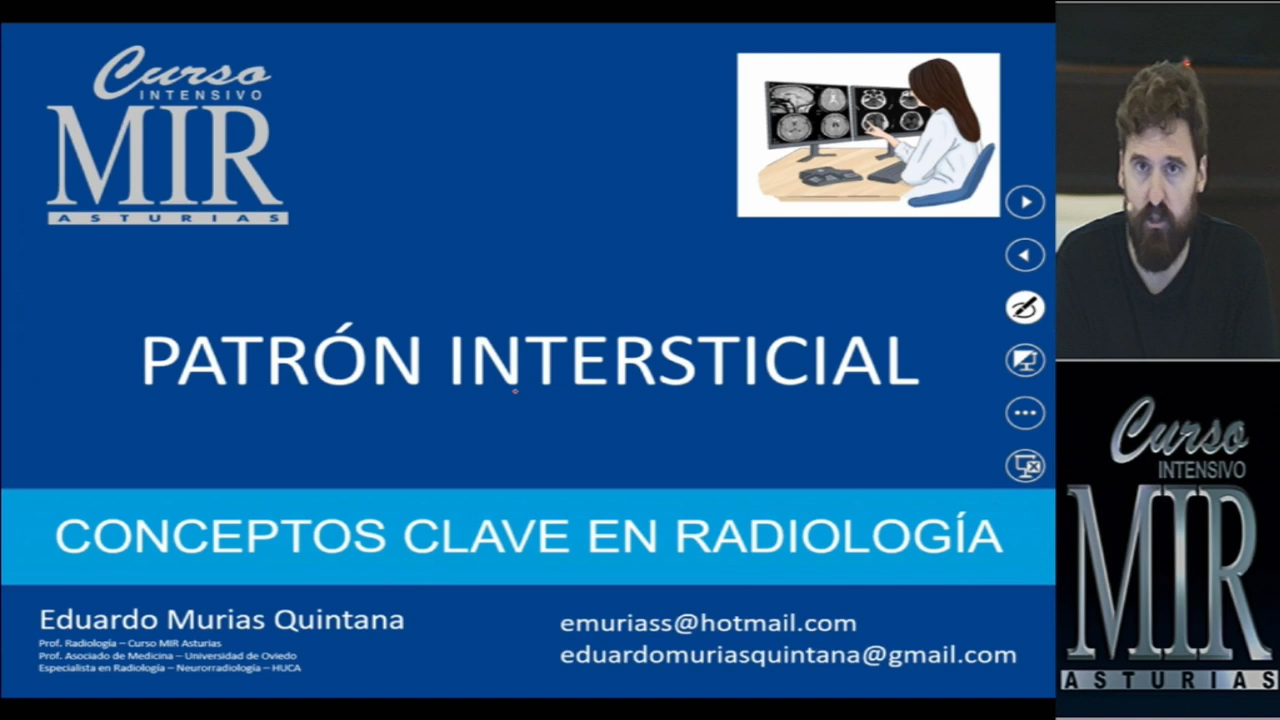 Curso
INTENSIVO
MIR
ASTURIAS
PATRÓN INTERSTICIAL
CONCEPTOS CLAVE EN RADIOLOGÍA
Eduardo Murias Quintana
Prof. Radiología – Curso MIR Asturias
Prof. Asociado de Medicina – Universidad de Oviedo
Especialista en Radiología – Neurorradiología – HUCA
emuriass@hotmail.com
eduardomuriasquintana@gmail.com
Curso
INTENSIVO
MIR
ASTURIAS